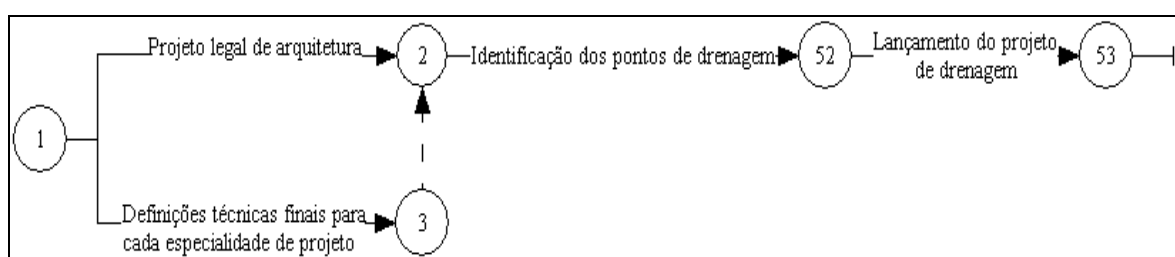 Projeto legal de arquitetura
2
Identificação dos pontos de drenagem
52
Lançamento do projeto
de drenagem
53
1
Definições técnicas finais para
cada especialidade de projeto
3